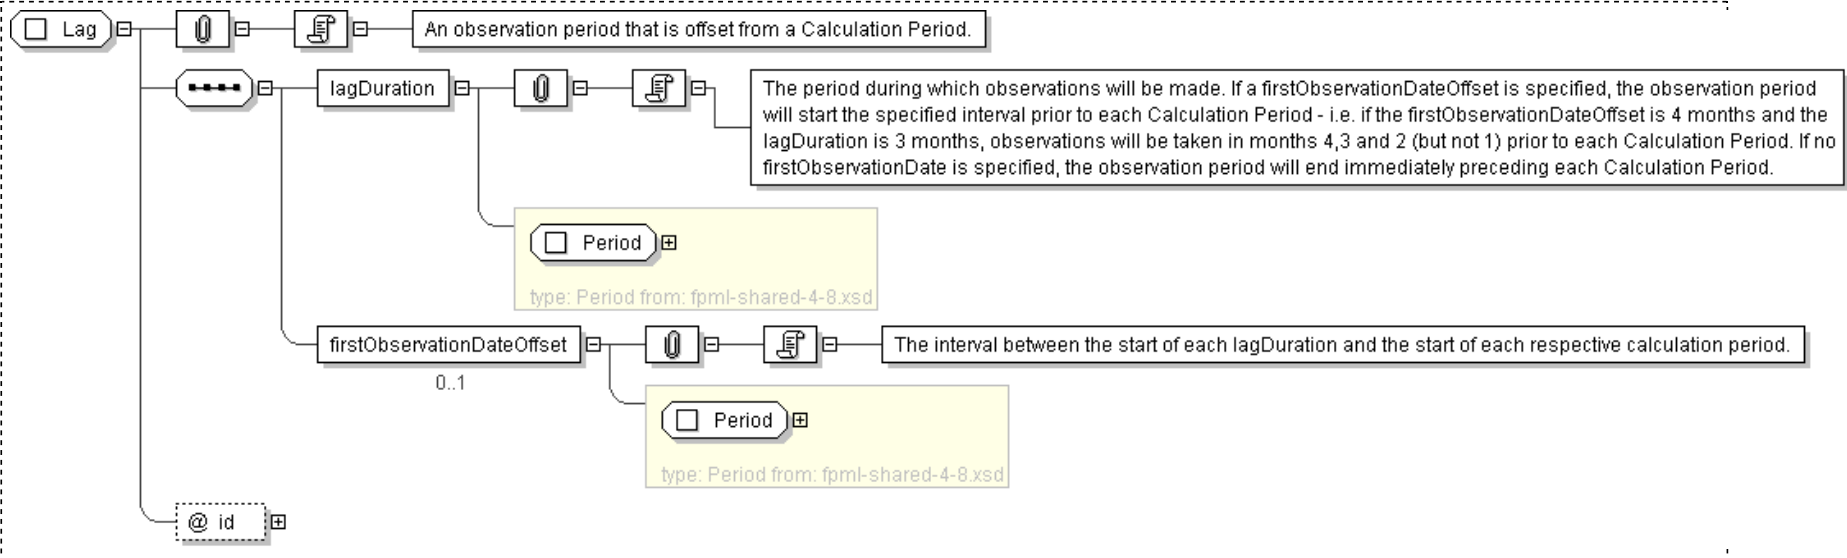 Lag
An observation period that is offset from a Calculation Period.
lagDuration
The period during which observations will be made. If a firstObservationDateOffset is specified, the observation period
will start the specified interval prior to each Calculation Period - i.e. if the firstObservationDateOffset is 4 months and the
lagDuration is 3 months, observations will be taken in months 4,3 and 2 (but not 1) prior to each Calculation Period. If no
firstObservationDate is specified, the observation period will end immediately preceding each Calculation Period.
Period
type: Period from: fpml-shared-4-8.xsd
firstObservationDateOffset
The interval between the start of each lagDuration and the start of each respective calculation period.
0..1
Period
type: Period from: fpml-shared-4-8.xsd
@ id